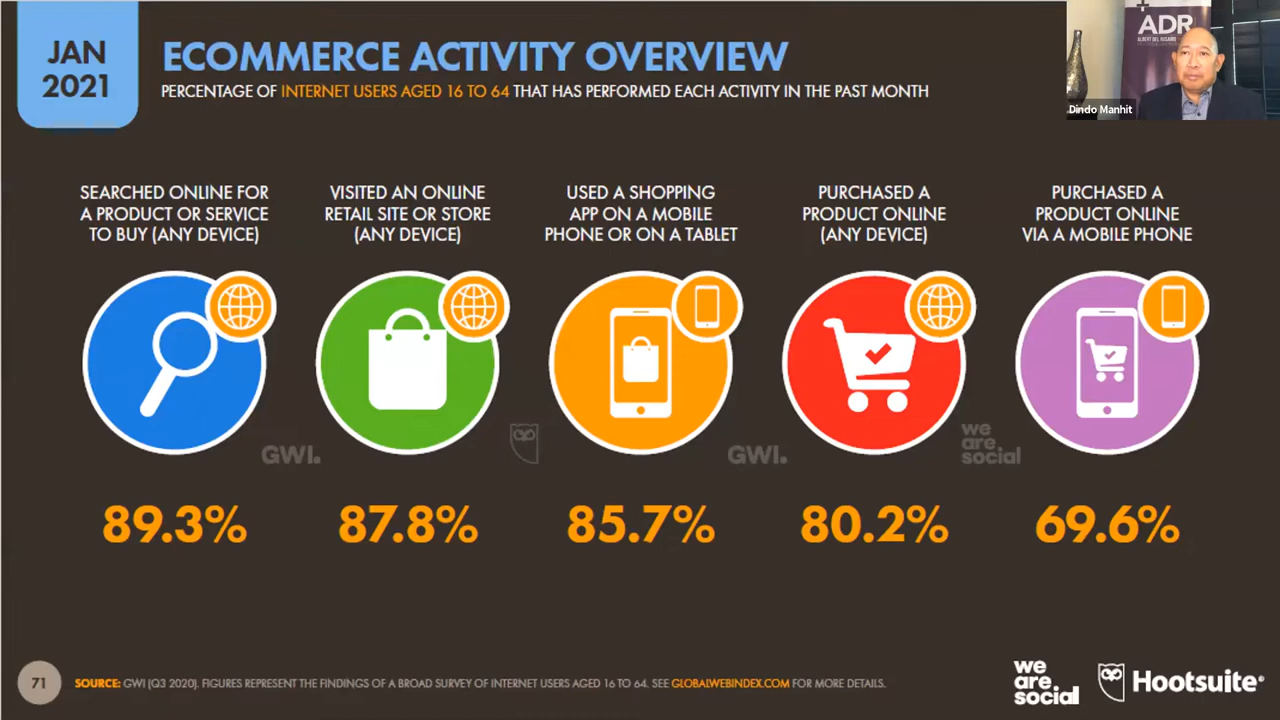 JAN
2021
ECOMMERCE ACTIVITY OVERVIEW
PERCENTAGE OF INTERNET USERS AGED 16 TO 64 THAT HAS PERFORMED EACH ACTIVITY IN THE PAST MONTH
ADR
Dindo Manhit
SEARCHED ONLINE FOR
A PRODUCT OR SERVICE
TO BUY (ANY DEVICE)
VISITED AN ONLINE
RETAIL SITE OR STORE
(ANY DEVICE)
USED A SHOPPING
APP ON A MOBILE
PHONE OR ON A TABLET
PURCHASED A
PRODUCT ONLINE
(ANY DEVICE)
PURCHASED A
PRODUCT ONLINE
VIA A MOBILE PHONE
GWI.
GWI.
we
are
social
89.3%
87.8%
85.7%
80.2%
69.6%
71
SOURCE: GWI (Q3 2020). FIGURES REPRESENT THE FINDINGS OF A BROAD SURVEY OF INTERNET USERS AGED 16 TO 64. SEE GLOBALWEBINDEX.COM FOR MORE DETAILS.
we
are
social
Hootsuite®